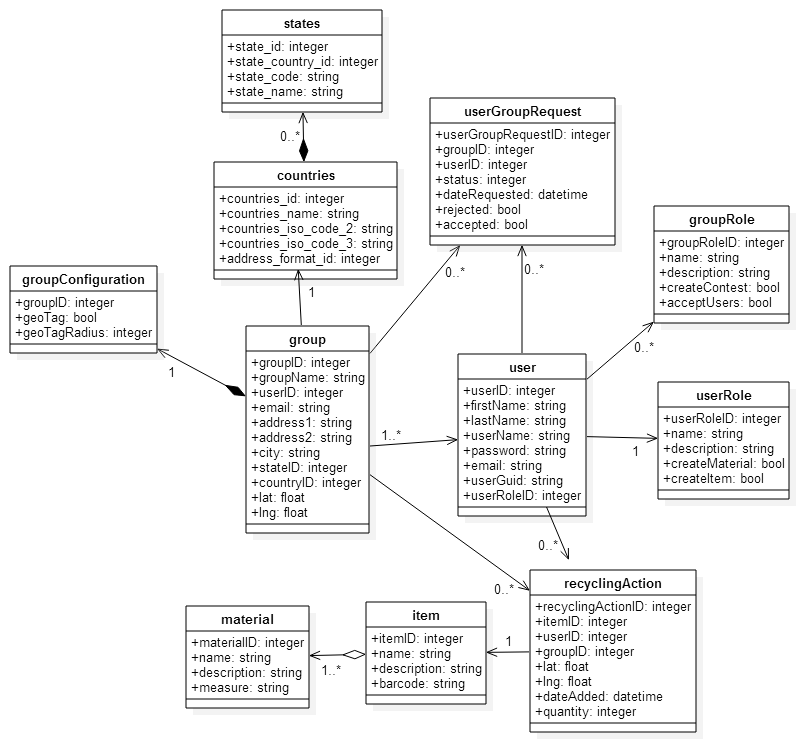 states
+state_id: integer
+state_country_id: integer
+state_code: string
+state_name: string
0..*
countries
+countries_id: integer
+countries_name: string
+countries_iso_code_2: string
+countries_iso_code_3: string
+address_format_id: integer
1
userGroupRequest
+userGroupRequestID: integer
+groupID: integer
+userID: integer
+status: integer
+dateRequested: datetime
+rejected: bool
+accepted: bool
0..*
0..*
groupRole
+groupRoleID: integer
+name: string
+description: string
+createContest: bool
+acceptUsers: bool
0..*
groupConfiguration
+groupID: integer
+geoTag: bool
+geoTagRadius: integer
1
group
+groupID: integer
+groupName: string
+userID: integer
+email: string
+address1: string
+address2: string
+city: string
+stateID: integer
+countryID: integer
+lat: float
+lng: float
1..*
user
+userID: integer
+firstName: string
+lastName: string
+userName: string
+password: string
+email: string
+userGuid: string
+userRoleID: integer
1
userRole
+userRoleID: integer
+name: string
+description: string
+createMaterial: bool
+createItem: bool
0..*
0..*
recyclingAction
+recyclingActionID: integer
+itemID: integer
+userID: integer
+groupID: integer
+lat: float
+lng: float
+dateAdded: datetime
+quantity: integer
1
item
+itemID: integer
+name: string
+description: string
+barcode: string
1..*
material
+materialID: integer
+name: string
+description: string
+measure: string